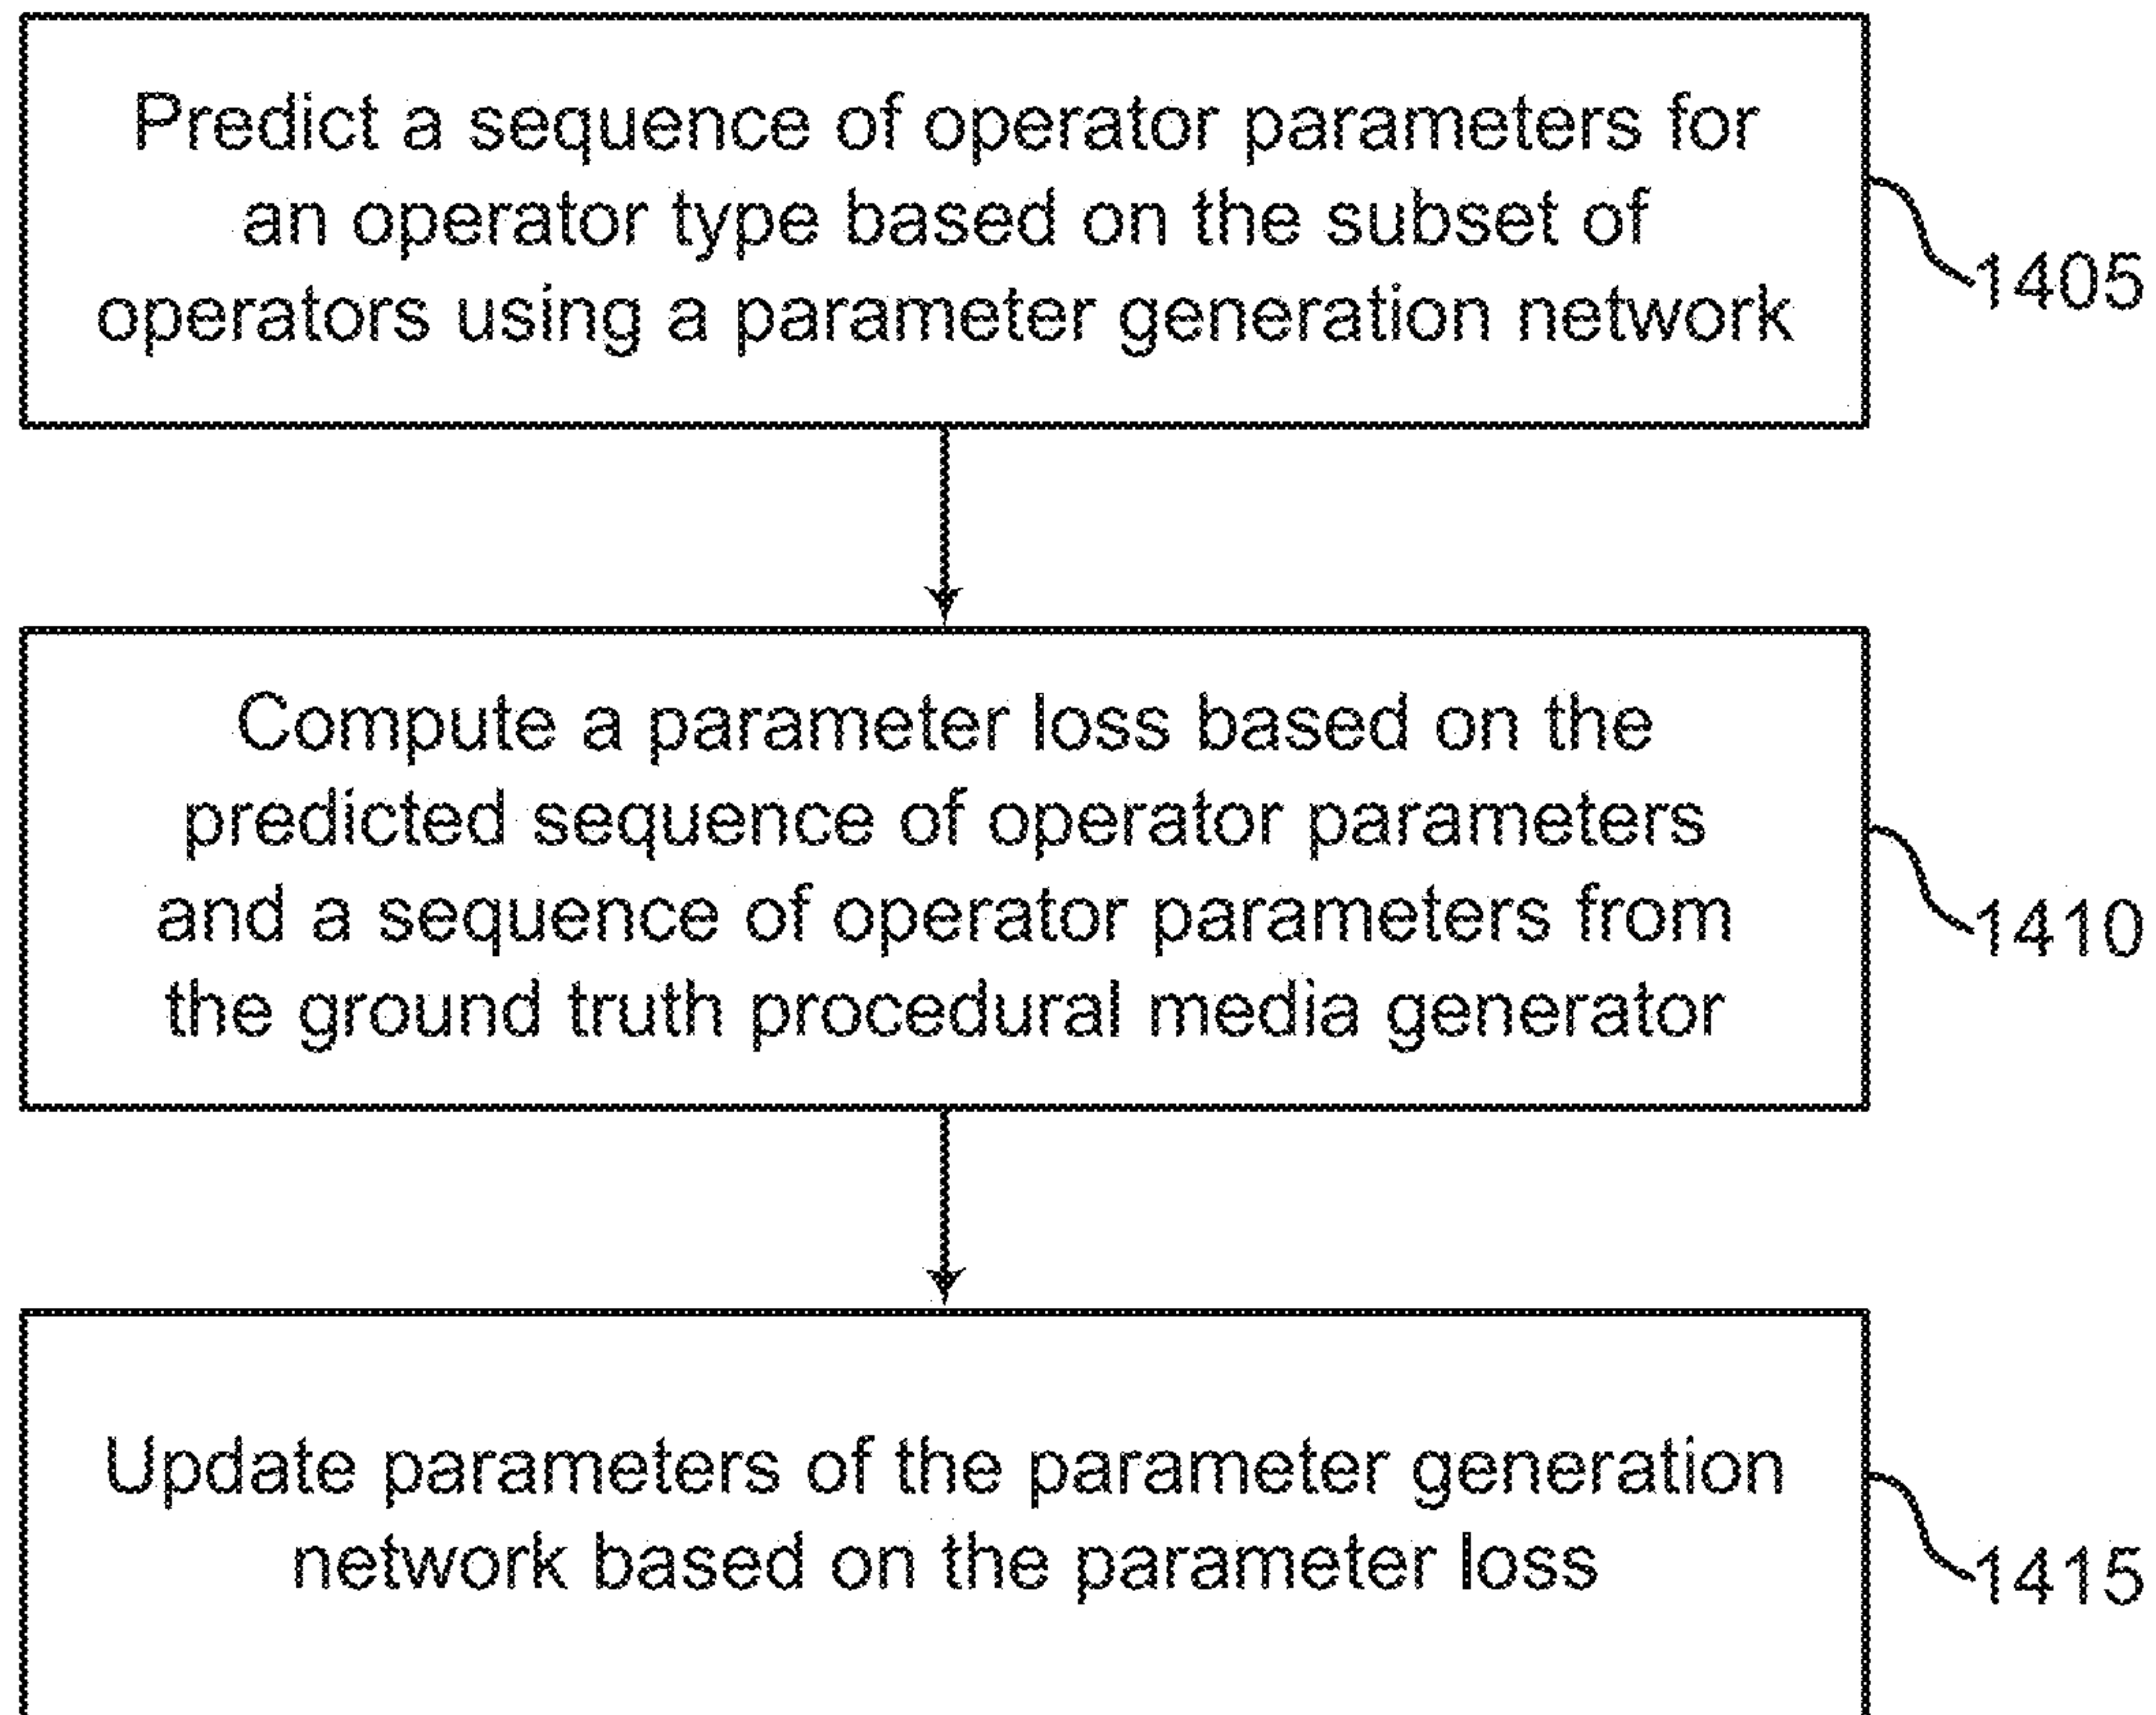 Predict a sequence of operator parameters for
an operator type based on the subset of
operators using a parameter generation network
1405
Compute a parameter loss based on the
predicted sequence of operator parameters
and a sequence of operator parameters from
the ground truth procedural media generator
1410
Update parameters of the parameter generation
network based on the parameter loss
1415